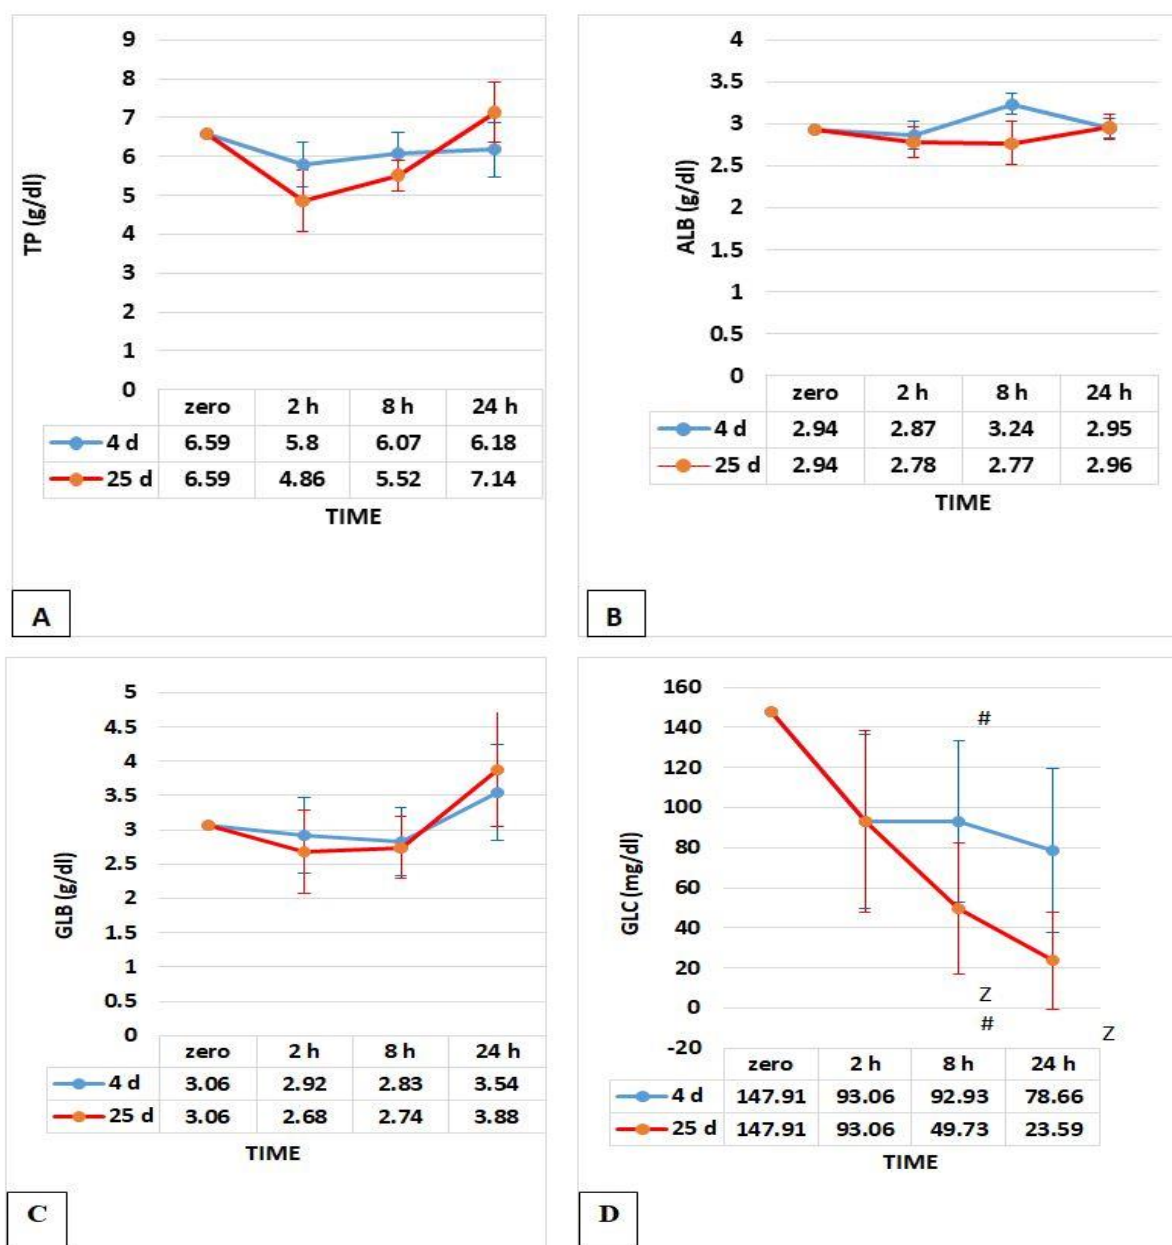 TP (g/dl)
9
8
7
6
5
4
3
2
1
0
zero 2 h 8 h 24 h
4 d 6.59 5.8 6.07 6.18
25 d 6.59 4.86 5.52 7.14
TIME
A
ALB (g/dl)
4
3.5
3
2.5
2
1.5
1
0.5
0
zero 2 h 8 h 24 h
4 d 2.94 2.87 3.24 2.95
25 d 2.94 2.78 2.77 2.96
TIME
B
GLB (g/dl)
5
4.5
4
3.5
3
2.5
2
1.5
1
0.5
0
zero 2 h 8 h 24 h
4 d 3.06 2.92 2.83 3.54
25 d 3.06 2.68 2.74 3.88
TIME
C
GLC (mg/dl)
160
140
#
120
100
80
60
40
20
Z
0
#
Z
-20
zero 2 h 8 h 24 h
4 d 147.91 93.06 92.93 78.66
25 d 147.91 93.06 49.73 23.59
TIME
D